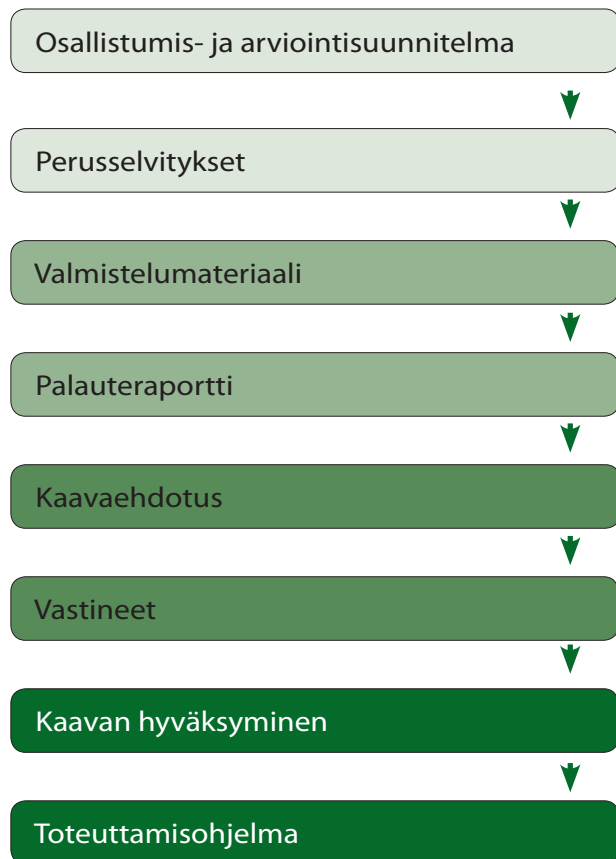 Osallistumis- ja arviointisuunnitelma
Perusselvitykset
Valmistelumateriaali
Palauteraportti
Kaavaehdotus
Vastineet
Kaavan hyväksyminen
Toteuttamisohjelma